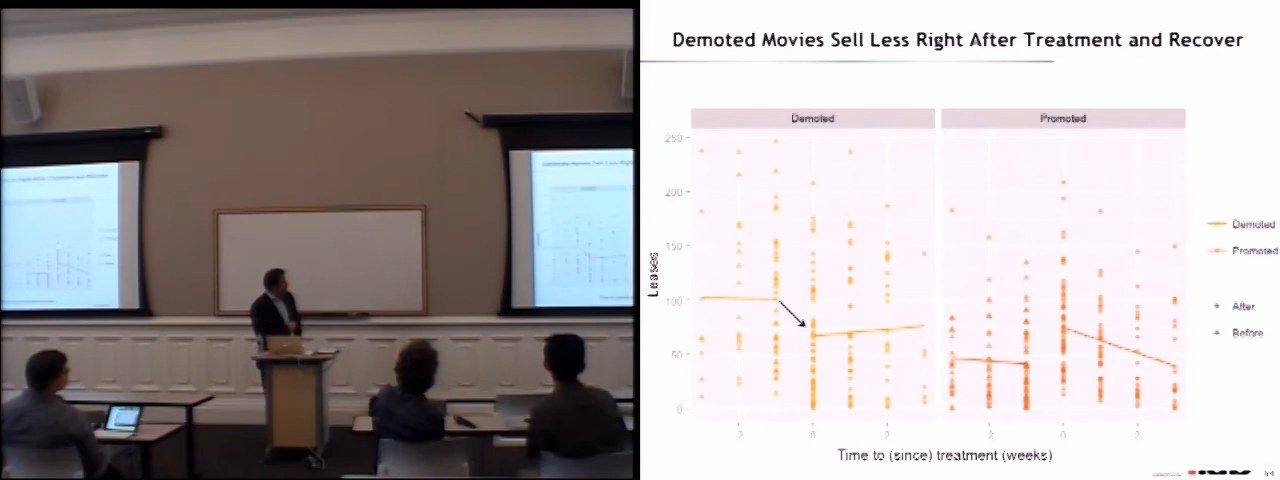 Demoted Movies Sell Less Right After Treatment and Recover
Demoted
Promoted
250
200
150
100
50
0
Leases
2
0
2
2
0
2
Time to (since) treatment (weeks)
Demoted
Promoted
After
Before